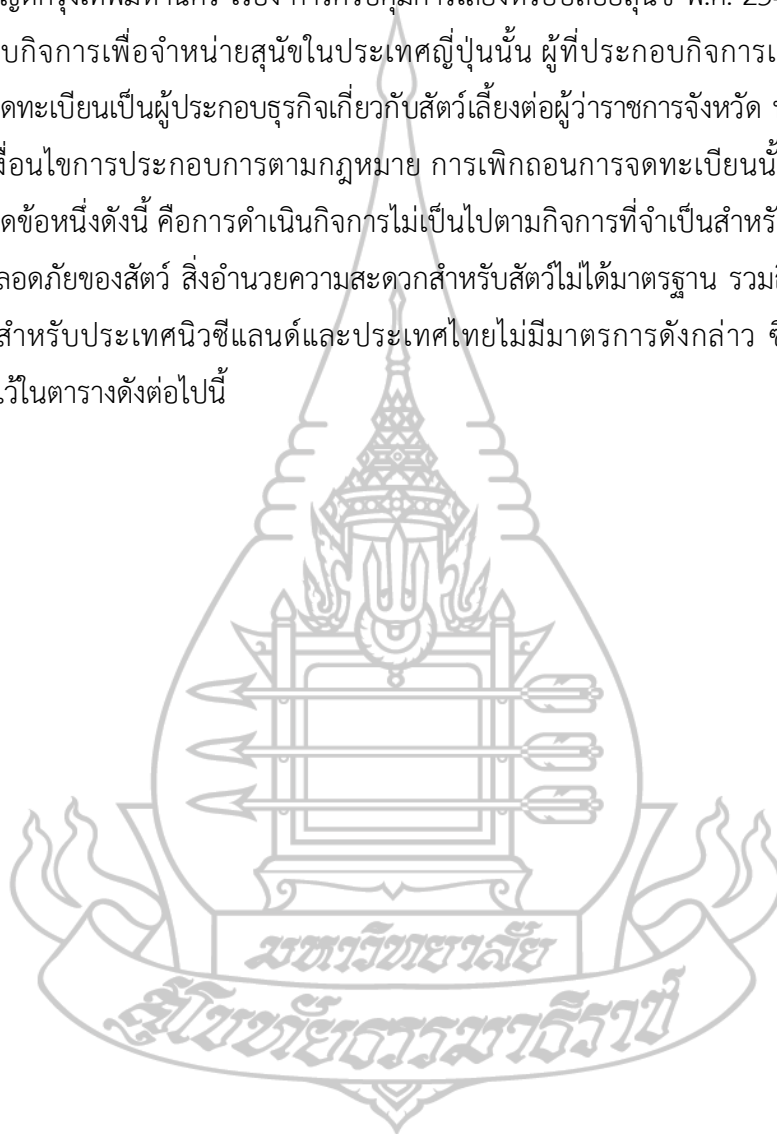 กรุงเทพมหานคร เรื่อง การควบคุมการเลี้ยงหรือปล่อยสุนัข พ.ศ.
บกิจการเพื่อจำหน่ายสุนัขในประเทศญี่ปุ่นนั้น ผู้ที่ประกอบกิจการ
ดทะเบียนเป็นผู้ประกอบธุรกิจเกี่ยวกับสัตว์เลี้ยงต่อผู้ว่าราชการจังหวัด
งื่อนไขการประกอบการตามกฎหมาย การเพิกถอนการจดทะเบียนนั้
ดข้อหนึ่งดังนี้ คือการดำเนินกิจการไม่เป็นไปตามกิจการที่จำเป็นสำหรั
ลอดภัยของสัตว์ สิ่งอำนวยความสะดวกสำหรับสัตว์ไม่ได้มาตรฐาน รวม
สำหรับประเทศนิวซีแลนด์และประเทศไทยไม่มีมาตรการดังกล่าว
ว้ในตารางดังต่อไปนี้
มหาวิทยาลัย
สุโขทัยธรรมาธิราช